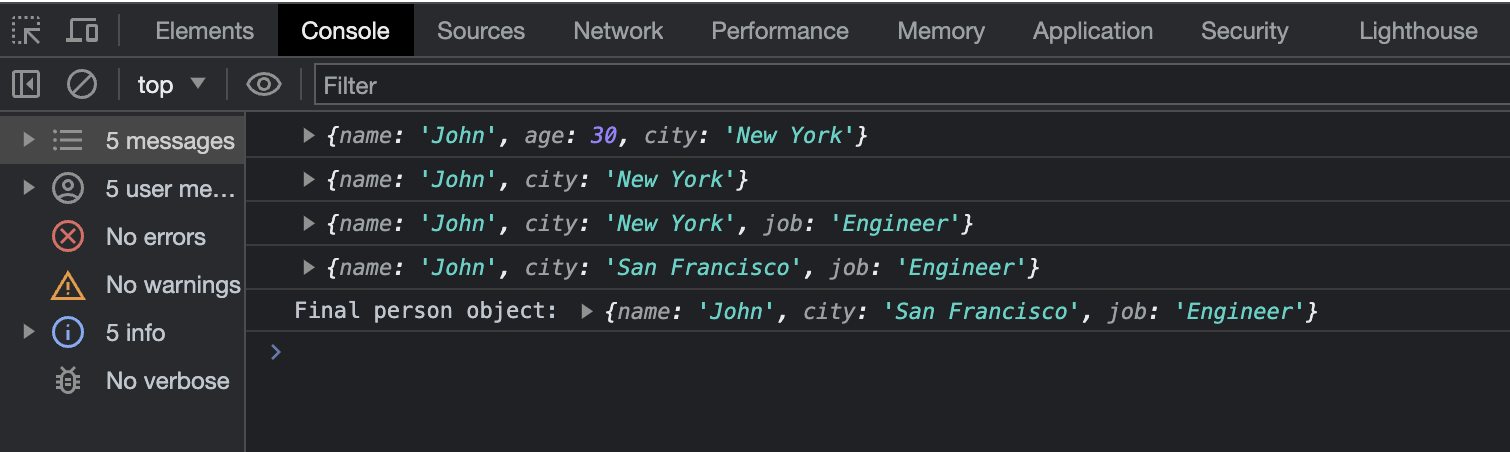 Elements Console Sources Network Performance Memory Application Security Lighthouse
top Filter
5 messages
5 user me…
No errors
No warnings
5 info
No verbose
{name: 'John', age: 30, city: 'New York'}
{name: 'John', city: 'New York'}
{name: 'John', city: 'New York', job: 'Engineer'}
{name: 'John', city: 'San Francisco', job: 'Engineer'}
Final person object: {name: 'John', city: 'San Francisco', job: 'Engineer'}